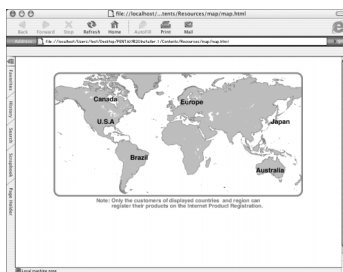 file://localhost/...tents/Resources/map/map.html
Back Forward Stop Refresh Home AutoFill Print Mail
Favorites
History
Search
Scrapbook
Page Holder
Canada
Europe
U.S.A
Japan
Brazil
Australia
Note: Only the customers of displayed countries and region can
register their products on the Internet Product Registration.
Local machine zone